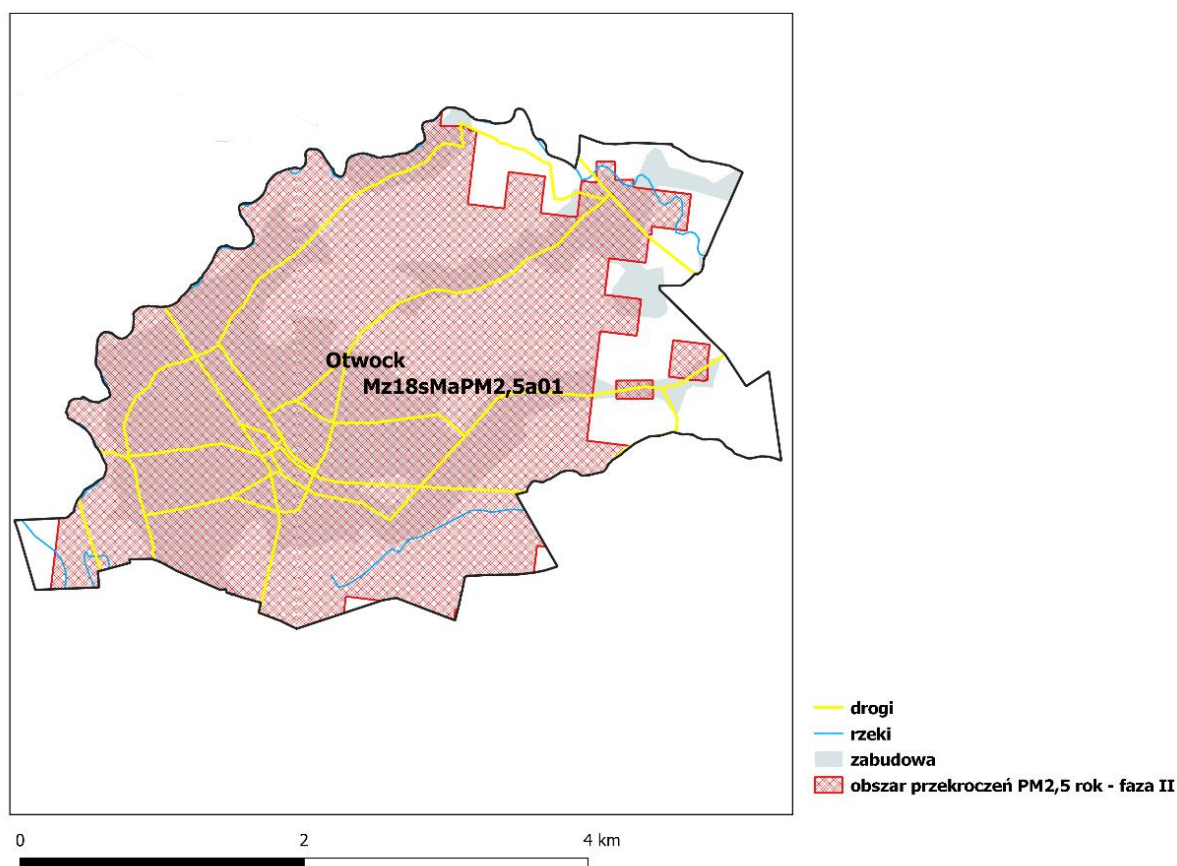 Otwock
Mz18sMaPM2,5a01
drogi
rzeki
zabudowa
obszar przekroczeń PM2,5 rok - faza II
0 2 4 km